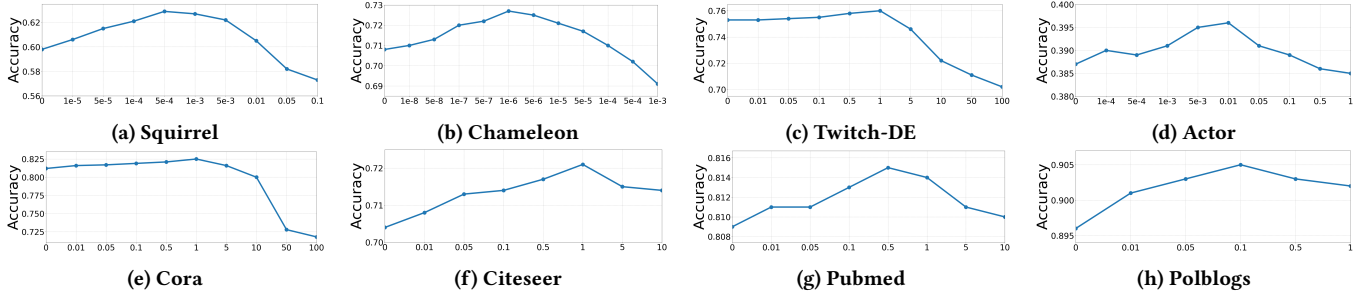 Accuracy
0.62
0.60
0.58
0.56
0 1e-5 5e-5 1e-4 5e-4 1e-3 5e-3 0.01 0.05 0.1
(a) Squirrel
Accuracy
0.73
0.71
0.69
0 1e-8 5e-8 1e-7 5e-7 1e-6 5e-6 1e-5 5e-5 1e-4 5e-4 1e-3
(b) Chameleon
Accuracy
0.76
0.74
0.72
0.70
0 0.01 0.05 0.1 0.5 1 5 10 50 100
(c) Twitch-DE
Accuracy
0.400
0.395
0.390
0.385
0.380
0 1e-4 5e-4 1e-3 5e-3 0.01 0.05 0.1 0.5 1
(d) Actor
Accuracy
0.825
0.800
0.775
0.750
0.725
0 0.01 0.05 0.1 0.5 1 5 10 50 100
(e) Cora
Accuracy
0.72
0.71
0.70
0 0.01 0.05 0.1 0.5 1 5 10
(f) Citeseer
Accuracy
0.816
0.814
0.812
0.810
0.808
0 0.01 0.05 0.1 0.5 1 5 10
(g) Pubmed
Accuracy
0.905
0.900
0.895
0 0.01 0.05 0.1 0.5 1
(h) Polblogs